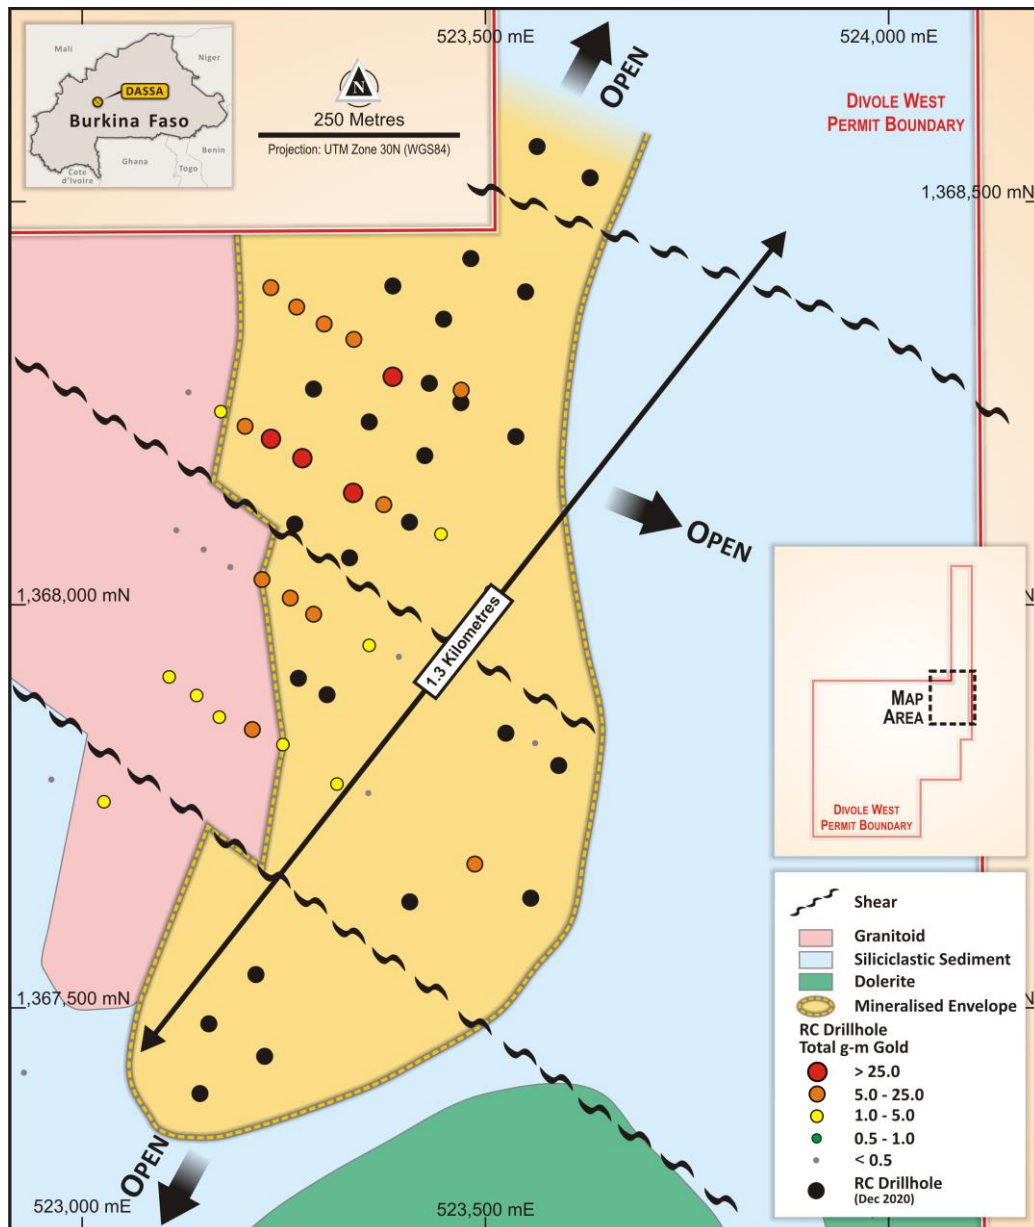 523,500 mE
524,000 mE
Mali
Niger
DASSA
Burkina Faso
Benin
Ghana
Togo
Cote
d'Ivoire
N
250 Metres
Projection: UTM Zone 30N (WGS84)
OPEN
DIVOLE WEST
PERMIT BOUNDARY
1,368,500 mN
OPEN
1,368,000 mN
N
1.3 Kilometres
MAP
AREA
DIVOLE WEST
PERMIT BOUNDARY
1,367,500 mN
N
Shear
Granitoid
Siliciclastic Sediment
Dolerite
Mineralised Envelope
RC Drillhole
Total g-m Gold
> 25.0
5.0 - 25.0
1.0 - 5.0
0.5 - 1.0
< 0.5
RC Drillhole
(Dec 2020)
OPEN
523,000 mE
523,500 mE